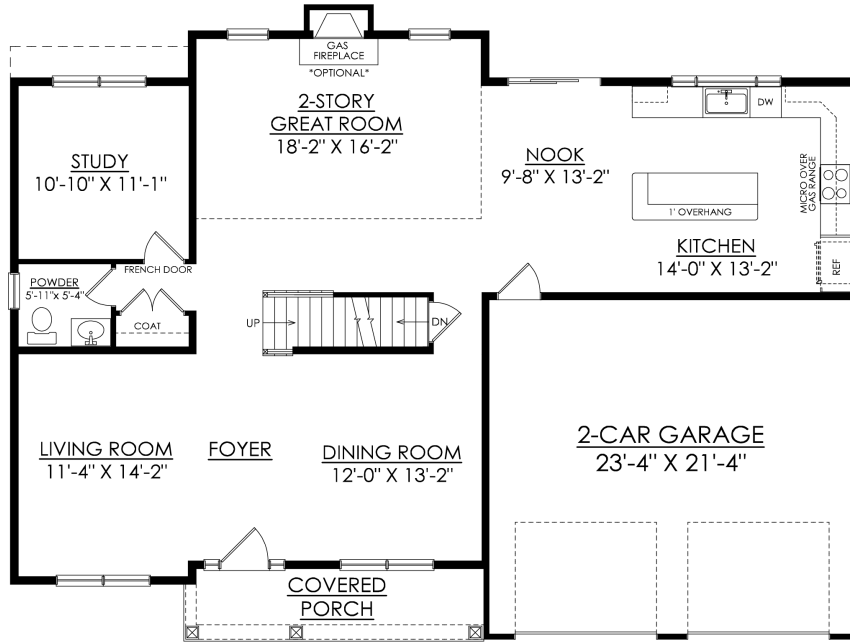 GAS
FIREPLACE
*OPTIONAL*
2-STORY
GREAT ROOM
18'-2" X 16'-2"
DW
STUDY
10'-10" X 11'-1"
NOOK
9'-8" X 13'-2"
MICRO OVER
GAS RANGE
1' OVERHANG
KITCHEN
14'-0" X 13'-2"
REF
FRENCH DOOR
POWDER
5'-11"x 5'-4"
COAT
UP
DN
LIVING ROOM
11'-4" X 14'-2"
FOYER
DINING ROOM
12'-0" X 13'-2"
2-CAR GARAGE
23'-4" X 21'-4"
COVERED
PORCH